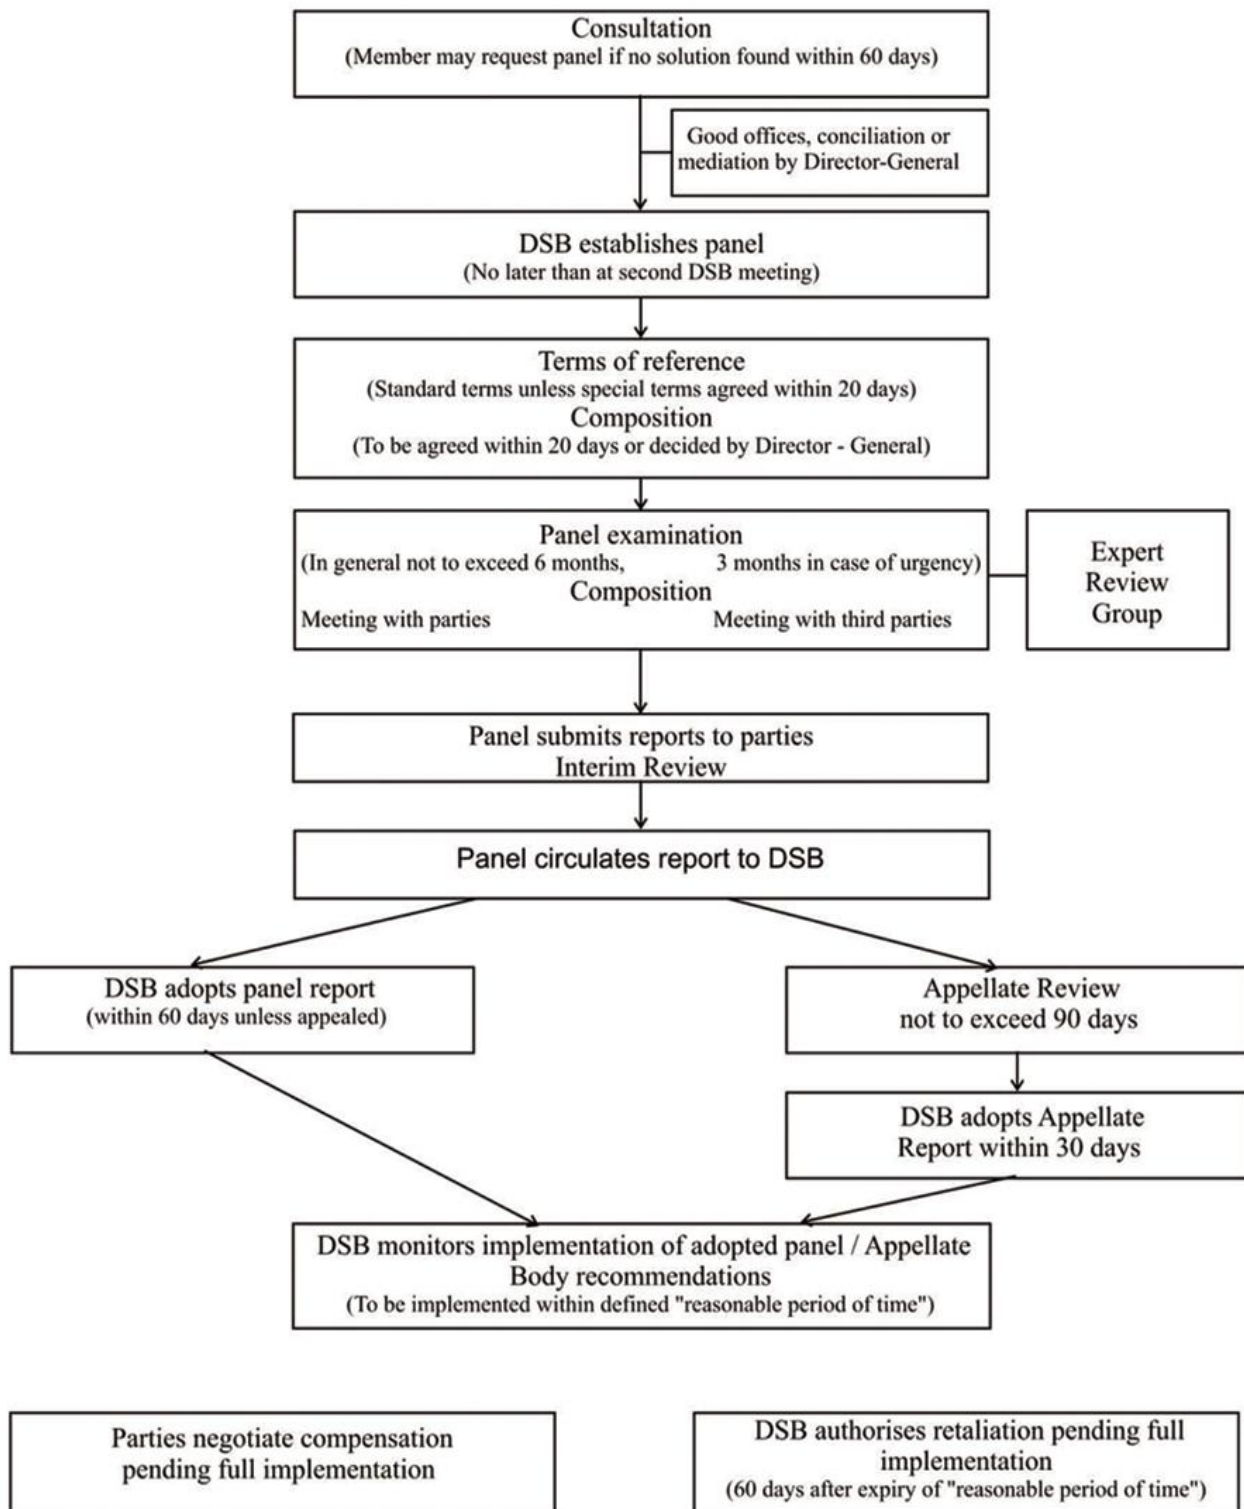 Consultation
(Member may request panel if no solution found within 60 days)
Good offices, conciliation or
mediation by Director-General
DSB establishes panel
(No later than at second DSB meeting)
Terms of reference
(Standard terms unless special terms agreed within 20 days)
Composition
(To be agreed within 20 days or decided by Director - General)
Panel examination
(In general not to exceed 6 months, 3 months in case of urgency)
Composition
Meeting with parties Meeting with third parties
Expert
Review
Group
Panel submits reports to parties
Interim Review
Panel circulates report to DSB
DSB adopts panel report
(within 60 days unless appealed)
Appellate Review
not to exceed 90 days
DSB adopts Appellate
Report within 30 days
DSB monitors implementation of adopted panel / Appellate
Body recommendations
(To be implemented within defined "reasonable period of time")
Parties negotiate compensation
pending full implementation
DSB authorises retaliation pending full
implementation
(60 days after expiry of "reasonable period of time")